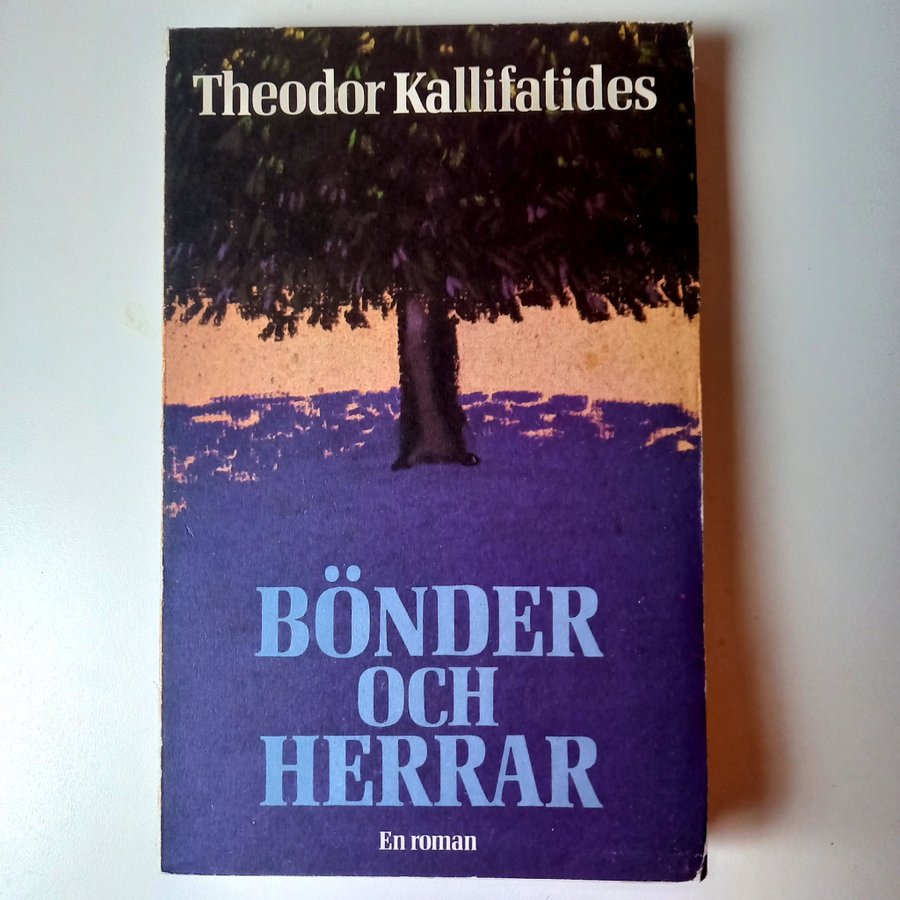 Theodor Kallifatides
BÖNDER
OCH
HERRAR
En roman